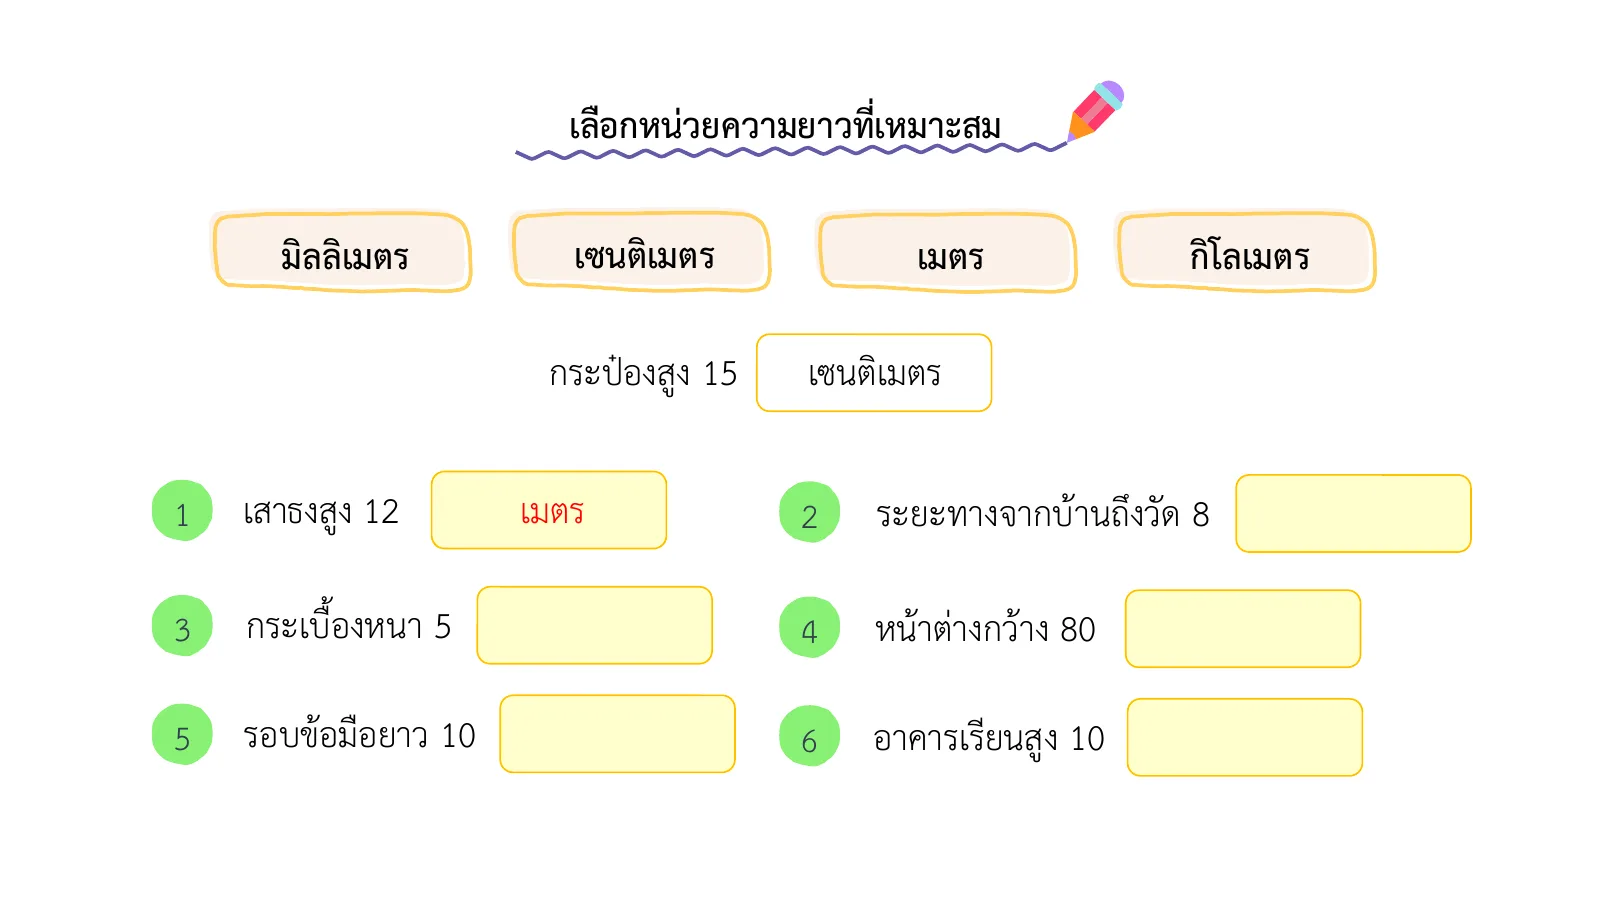 เลือกหน่วยความยาวที่เหมาะสม
มิลลิเมตร
เซนติเมตร
เมตร
กิโลเมตร
กระป๋องสูง 15 เซนติเมตร
1 เสาธงสูง 12 เมตร
2 ระยะทางจากบ้านถึงวัด 8
3 กระเบื้องหนา 5
4 หน้าต่างกว้าง 80
5 รอบข้อมือยาว 10
6 อาคารเรียนสูง 10